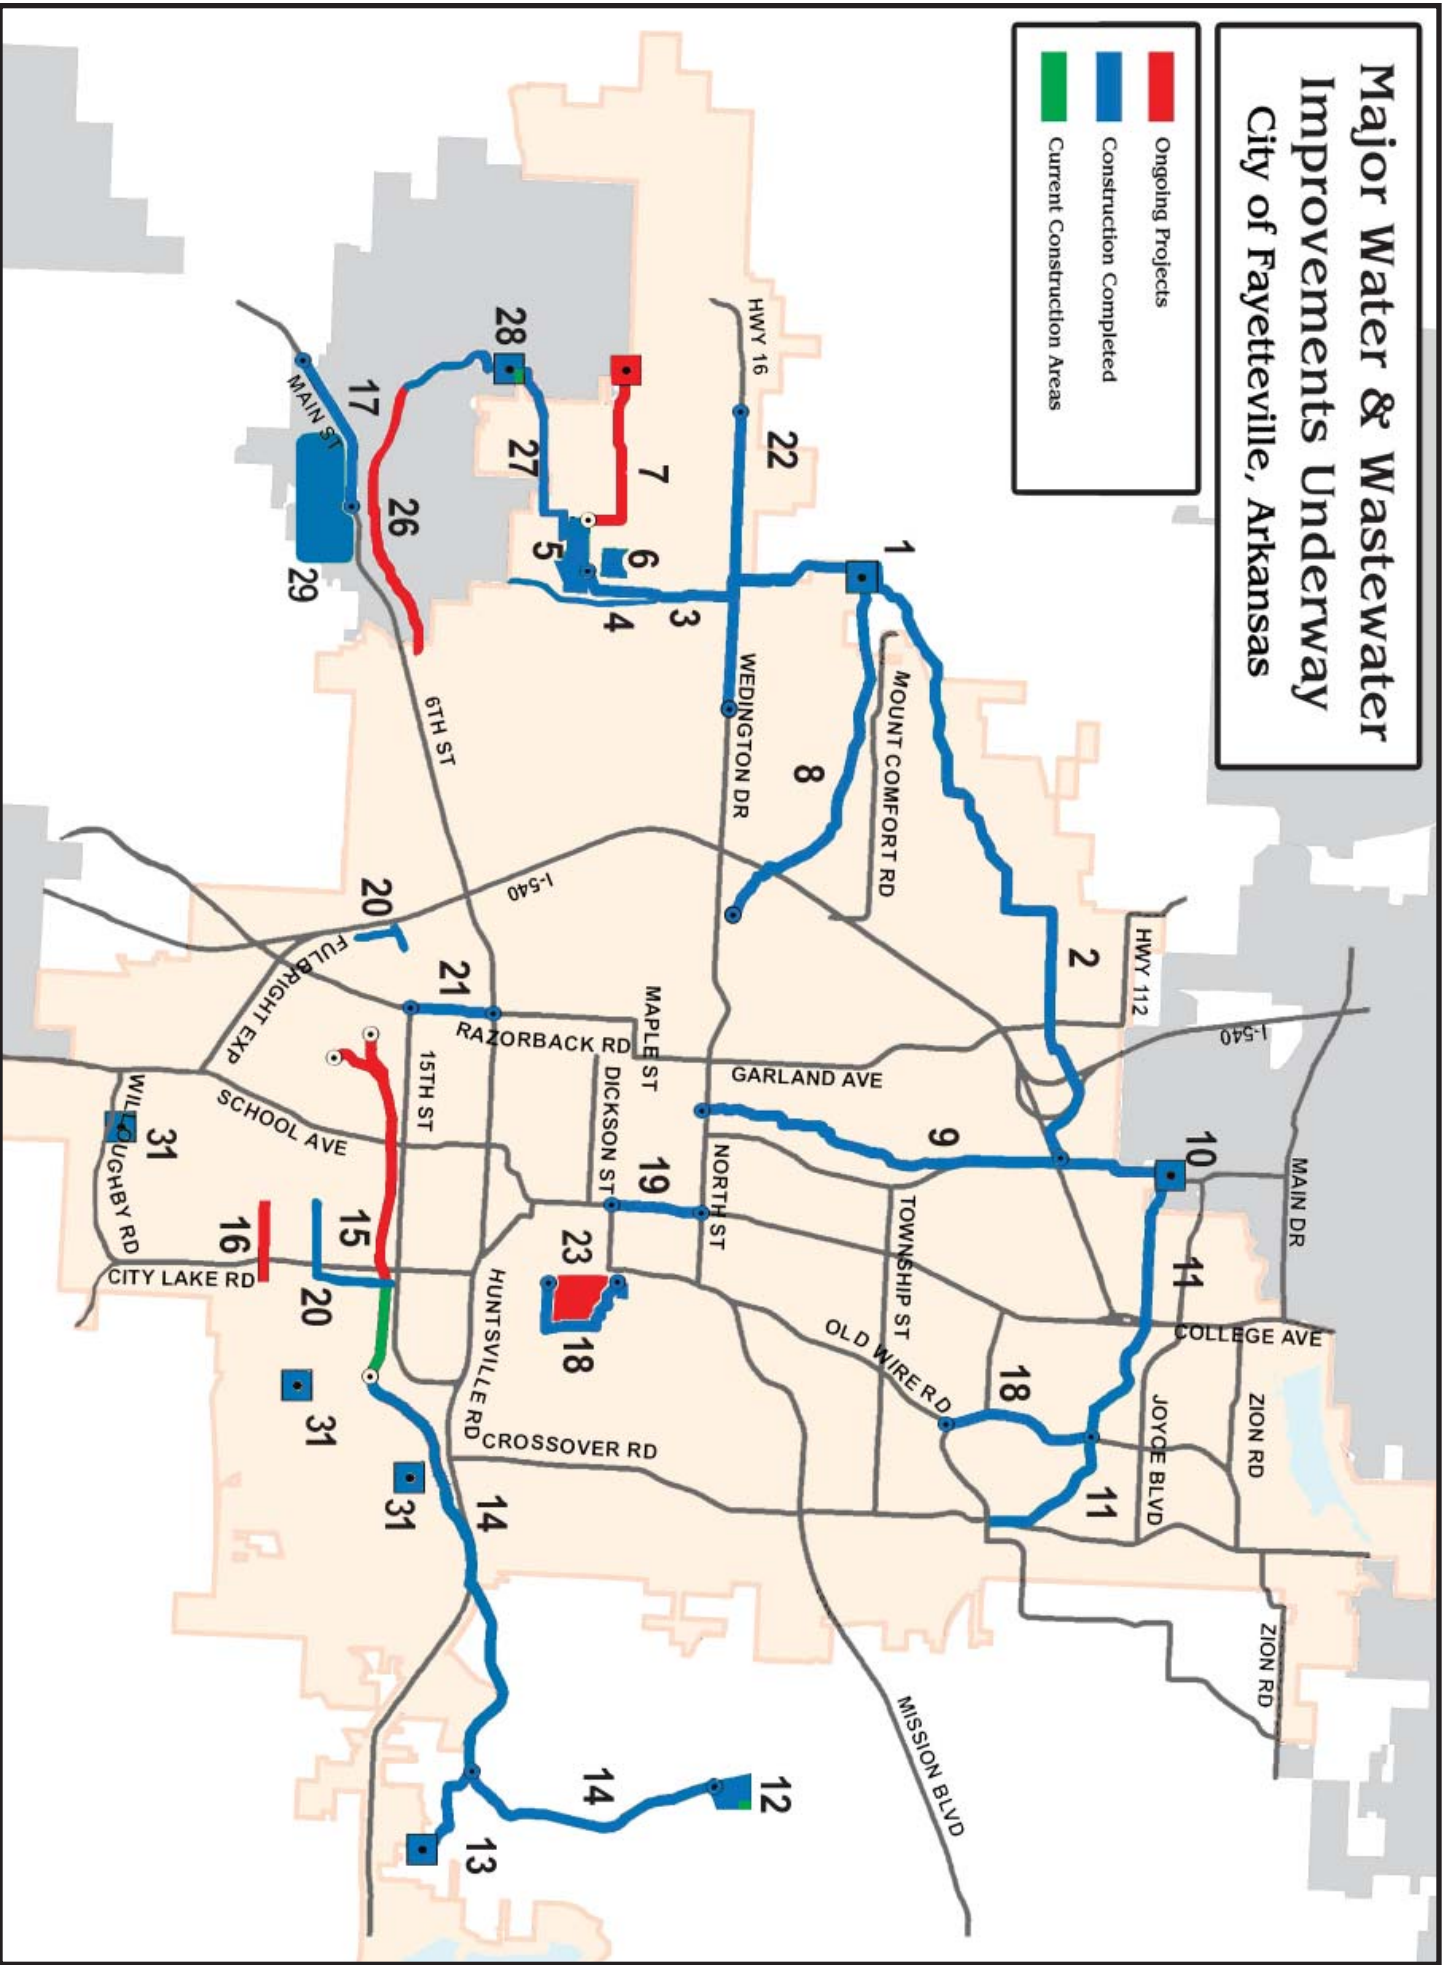 Major Water & Wastewater
Improvements Underway
City of Fayetteville, Arkansas
Ongoing Projects
Construction Completed
Current Construction Areas
MAIN DR
I-540
HWY 112
10
11
COLLEGE AVE
ZION RD
ZION RD
JOYCE BLVD
2
1
MOUNT COMFORT RD
9
18
11
TOWNSHIP ST
OLD WIRE RD
MISSION BLVD
8
HWY 16
22
WEDINGTON DR
GARLAND AVE
NORTH ST
12
3
7
6
4
5
MAPLE ST
19
DICKSON ST
23
18
14
28
27
I-540
RAZORBACK RD
HUNTSVILLE RD
CROSSOVER RD
14
13
6TH ST
21
15TH ST
26
17
20
15
31
MAIN ST
29
FULBRIGHT EXP
SCHOOL AVE
20
31
16
CITY LAKE RD
31
WILLOUGHBY RD